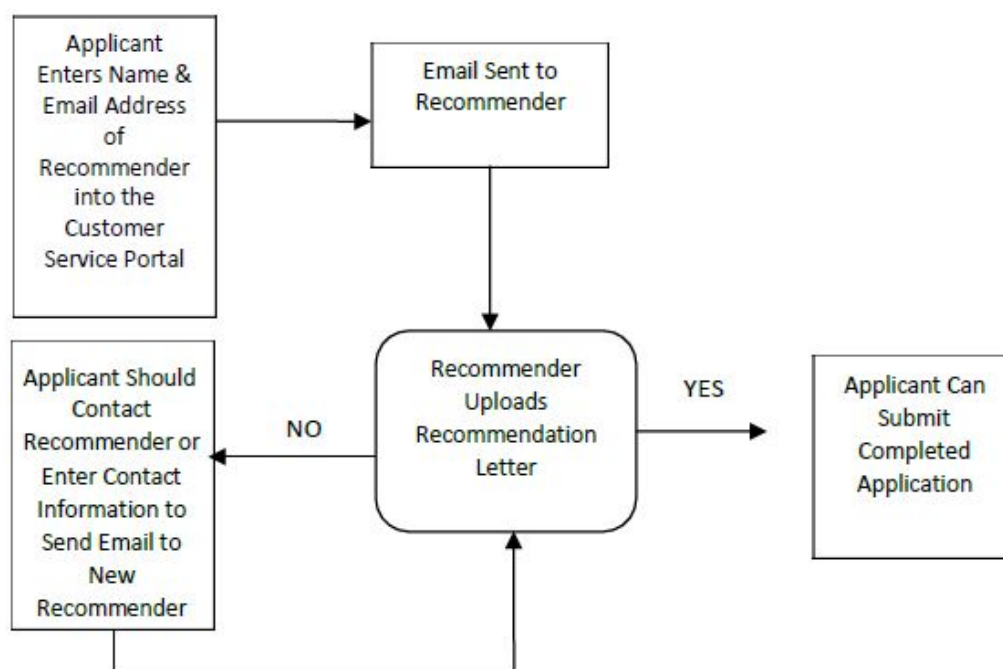 Applicant
Enters Name &
Email Address
of
Recommender
into the
Customer
Service Portal
Email Sent to
Recommender
Recommender
Uploads
Recommendation
Letter
YES
Applicant Can
Submit
Completed
Application
NO
Applicant Should
Contact
Recommender or
Enter Contact
Information to
Send Email to
New
Recommender